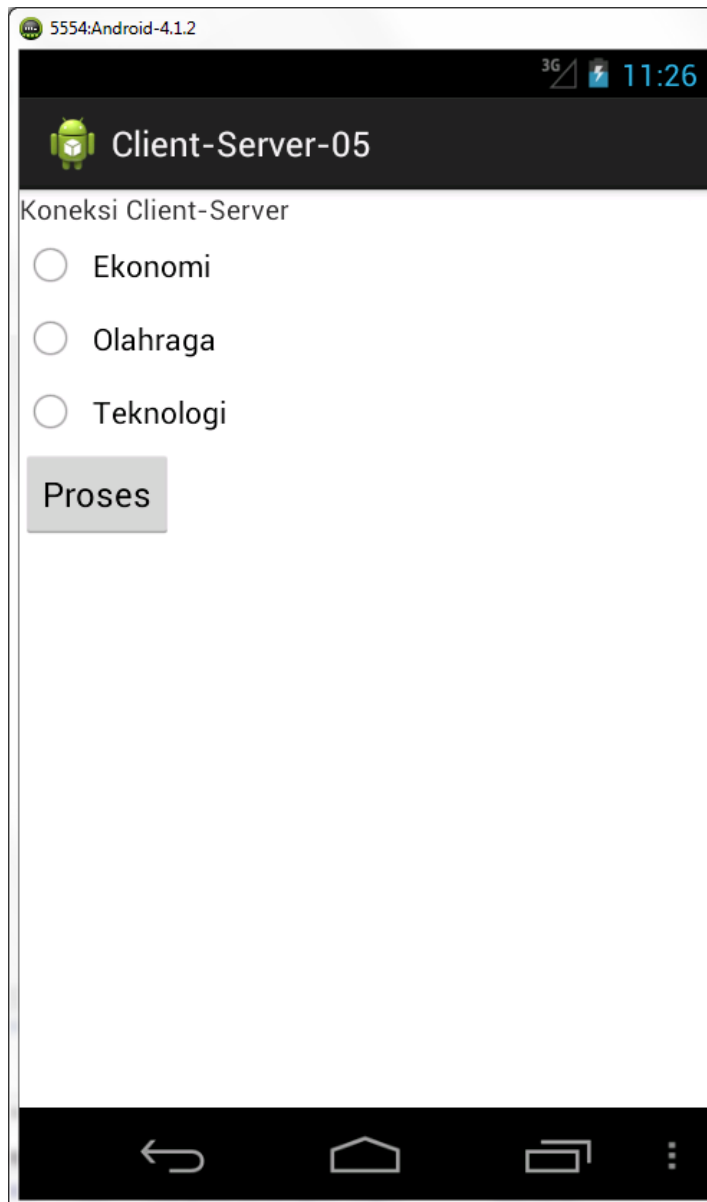 5554:Android-4.1.2
3G 11:26
Client-Server-05
Koneksi Client-Server
Ekonomi
Olahraga
Teknologi
Proses